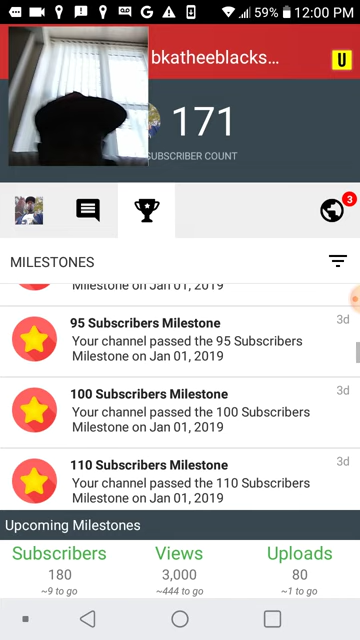 59% 12:00 PM
bkatheeblacks...
U
171
SUBSCRIBER COUNT
3
MILESTONES
Milestone on Jan 01, 2019
95 Subscribers Milestone
3d
Your channel passed the 95 Subscribers
Milestone on Jan 01, 2019
100 Subscribers Milestone
3d
Your channel passed the 100 Subscribers
Milestone on Jan 01, 2019
110 Subscribers Milestone
3d
Your channel passed the 110 Subscribers
Milestone on Jan 01, 2019
Upcoming Milestones
Subscribers Views Uploads
180 3,000 80
~9 to go ~444 to go ~1 to go